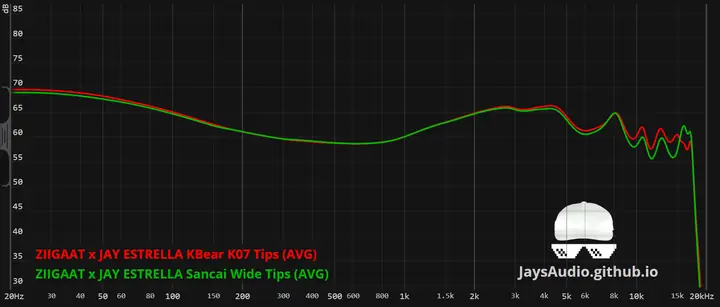 dB
85
80
75
70
65
60
55
50
45
40
35
30
ZIIGAAT x JAY ESTRELLA KBear K07 Tips (AVG)
ZIIGAAT x JAY ESTRELLA Sancai Wide Tips (AVG)
JaysAudio.github.io
20Hz 30 40 50 60 80 100 150 200 300 400 500 600 800 1k 1.5k 2k 3k 4k 5k 6k 8k 10k 15k 20kHz